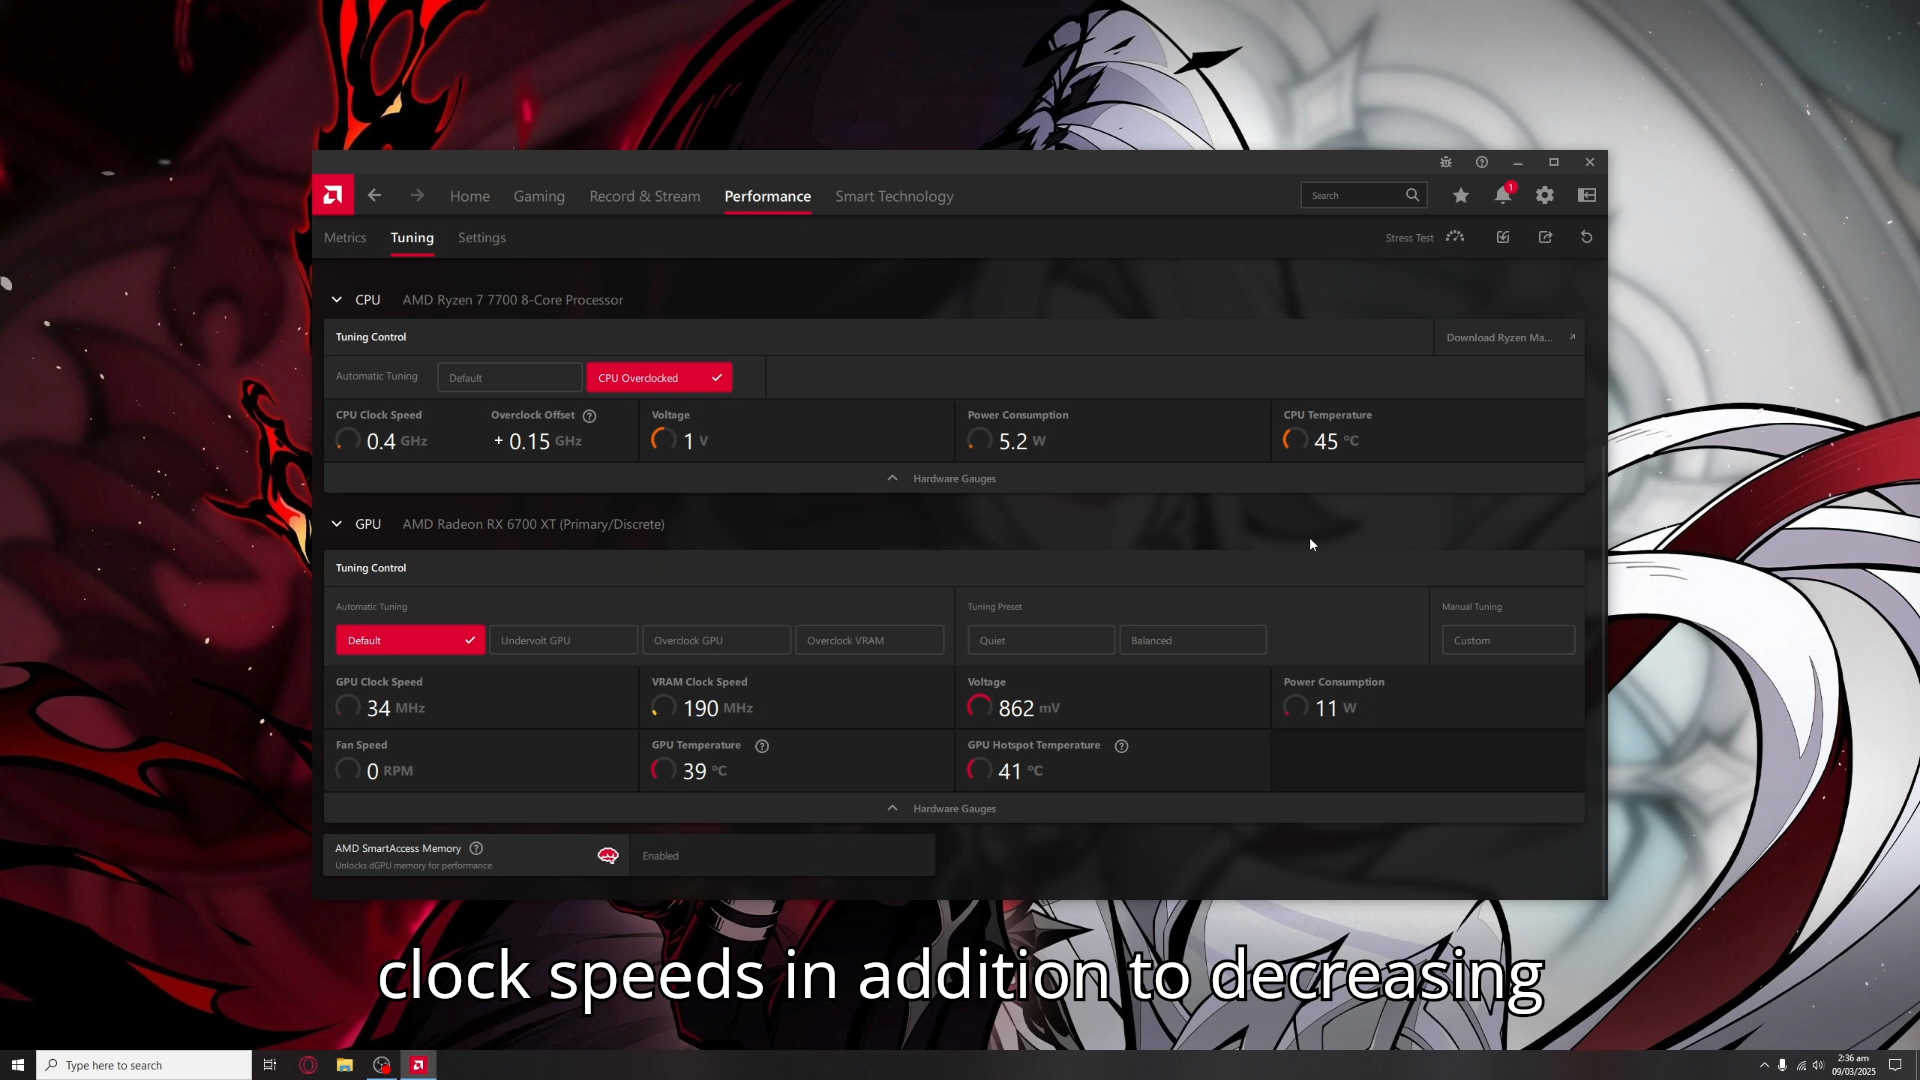 Home Gaming Record & Stream Performance Smart Technology Search 1
Metrics Tuning Settings Stress Test
CPU AMD Ryzen 7 7700 8-Core Processor
Tuning Control Download Ryzen Ma...
Automatic Tuning Default CPU Overclocked
CPU Clock Speed Overclock Offset Voltage Power Consumption CPU Temperature
0.4 GHz + 0.15 GHz 1 V 5.2 W 45 °C
Hardware Gauges
GPU AMD Radeon RX 6700 XT (Primary/Discrete)
Tuning Control
Automatic Tuning Tuning Preset Manual Tuning
Default Undervolt GPU Overclock GPU Overclock VRAM Quiet Balanced Custom
GPU Clock Speed VRAM Clock Speed Voltage Power Consumption
34 MHz 190 MHz 862 mV 11 W
Fan Speed GPU Temperature GPU Hotspot Temperature
0 RPM 39 °C 41 °C
Hardware Gauges
AMD SmartAccess Memory Enabled
Unlocks dGPU memory for performance
clock speeds in addition to decreasing
Type here to search 2:36 am
09/03/2025